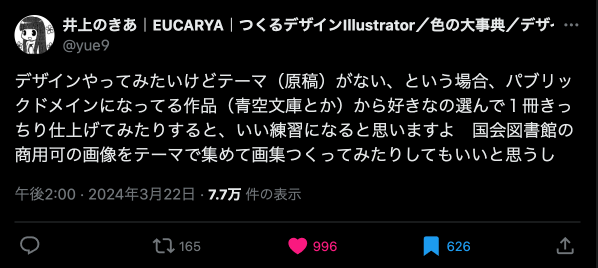 井上のきあ｜EUCARYA｜つくるデザインIllustrator／色の大事典／デザイ
@yue9
デザインやってみたいけどテーマ（原稿）がない、という場合、パブリッ
クドメインになってる作品（青空文庫とか）から好きなの選んで１冊きっ
ちり仕上げてみたりすると、いい練習になると思いますよ　国会図書館の
商用可の画像をテーマで集めて画集つくってみたりしてもいいと思うし
午後2:00 · 2024年3月22日 · 7.7万 件の表示
165 996 626